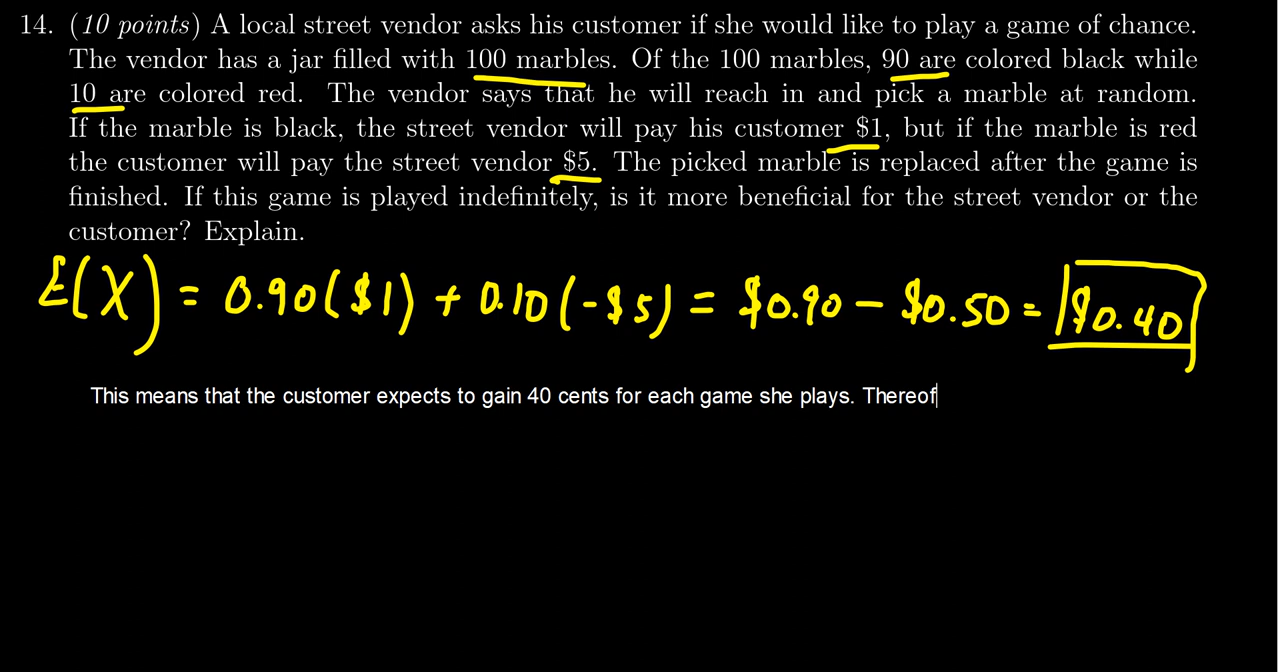 14. (10 points) A local street vendor asks his customer if she would like to play a game of chance.
The vendor has a jar filled with 100 marbles. Of the 100 marbles, 90 are colored black while
10 are colored red. The vendor says that he will reach in and pick a marble at random.
If the marble is black, the street vendor will pay his customer $1, but if the marble is red
the customer will pay the street vendor $5. The picked marble is replaced after the game is
finished. If this game is played indefinitely, is it more beneficial for the street vendor or the
customer? Explain.
E(X) = 0.90($1) + 0.10(-$5) = $0.90 - $0.50 = $0.40
This means that the customer expects to gain 40 cents for each game she plays. Thereof